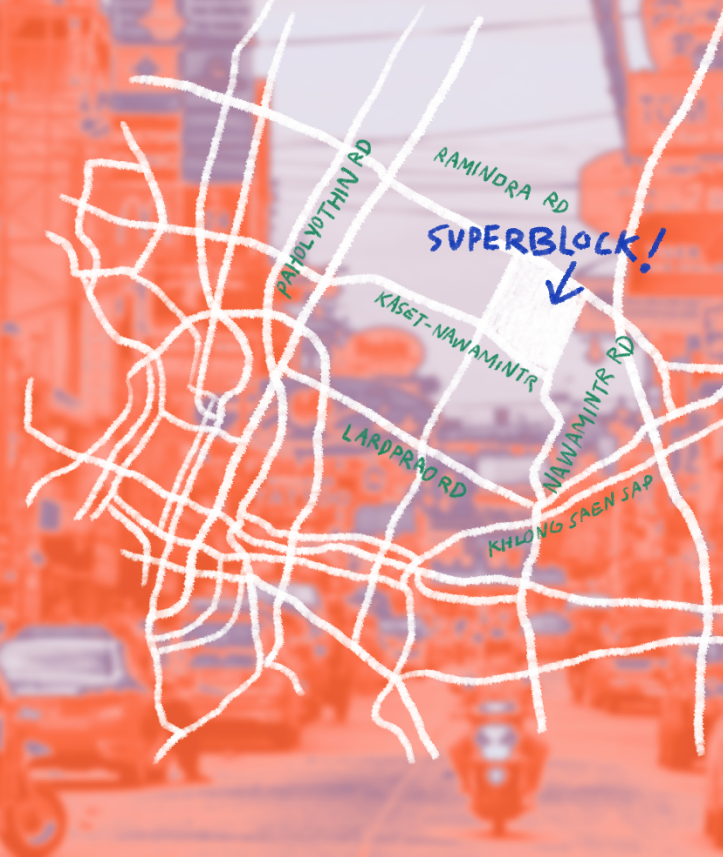 RAMINDRA RD
PAHOLYOTHIN RD
SUPERBLOCK!
KASET-NAWAMINTR
NAWAMINTR RD
LARDPRAO RD
KHLONG SAEN SAP